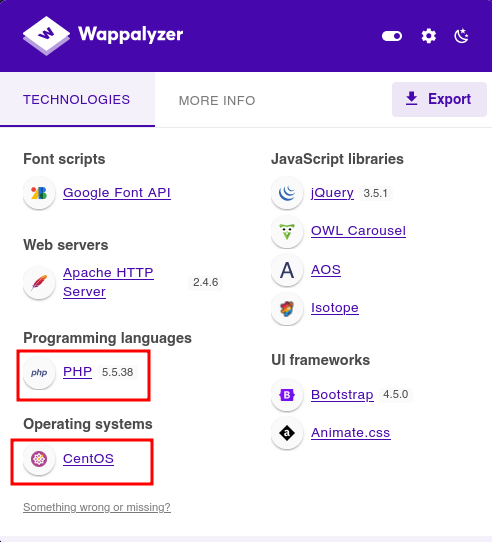 Wappalyzer
TECHNOLOGIES
MORE INFO
Export
Font scripts
Google Font API
Web servers
Apache HTTP
Server
2.4.6
Programming languages
php
PHP 5.5.38
Operating systems
CentOS
Something wrong or missing?
JavaScript libraries
jQuery 3.5.1
OWL Carousel
A AOS
Isotope
UI frameworks
B Bootstrap 4.5.0
a Animate.css